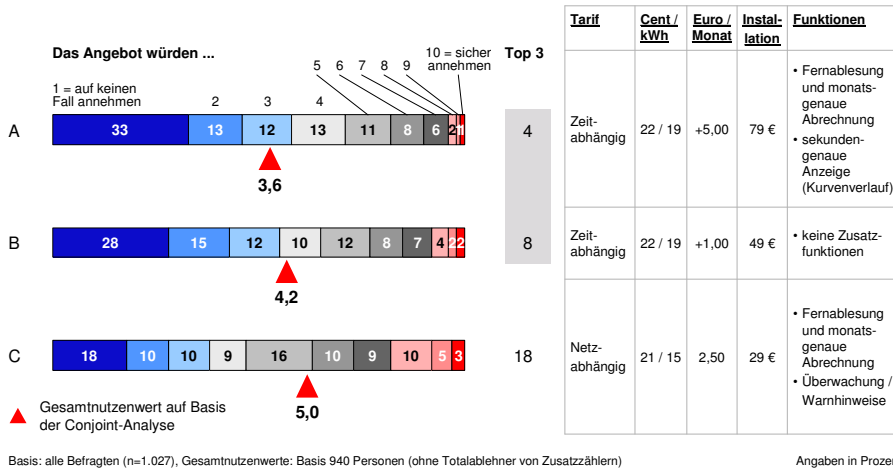 Das Angebot würden ...
1 = auf keinen
Fall annehmen
2
3
4
5
6
7
8
9
10 = sicher
annehmen
Top 3
A
33
13
12
13
11
8
6
2
1
3,6
4
B
28
15
12
10
12
8
7
4
2
2
4,2
8
C
18
10
10
9
16
10
9
10
5
3
5,0
18
Gesamtnutzenwert auf Basis
der Conjoint-Analyse
Tarif
Cent /
kWh
Euro /
Monat
Instal-
lation
Funktionen
Zeit-
abhängig
22 / 19
+5,00
79 €
• Fernablesung
und monats-
genaue
Abrechnung
• sekunden-
genaue
Anzeige
(Kurvenverlauf)
Zeit-
abhängig
22 / 19
+1,00
49 €
• keine Zusatz-
funktionen
Netz-
abhängig
21 / 15
2,50
29 €
• Fernablesung
und monats-
genaue
Abrechnung
• Überwachung /
Warnhinweise
Basis: alle Befragten (n=1.027), Gesamtnutzenwerte: Basis 940 Personen (ohne Totalablehner von Zusatzzählern)
Angaben in Prozen